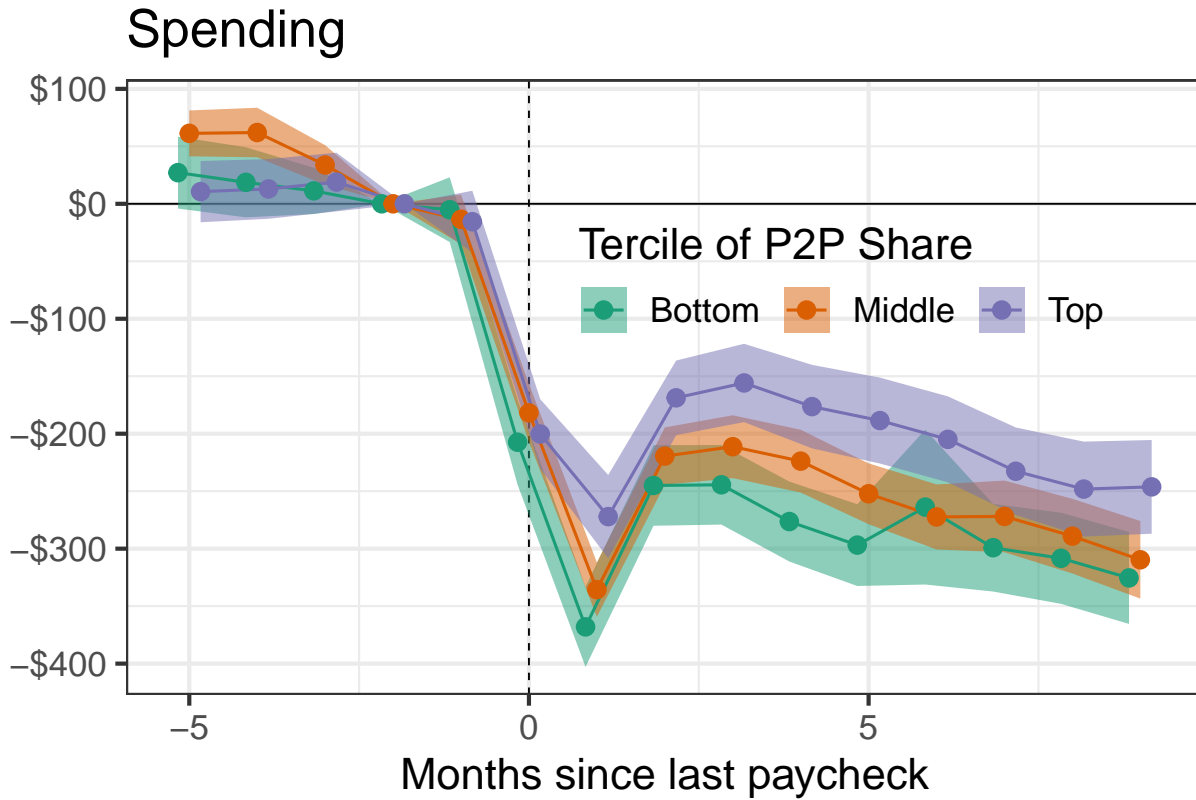 Spending
$100
$0
−$100
−$200
−$300
−$400
Tercile of P2P Share
Bottom Middle Top
−5 0 5
Months since last paycheck